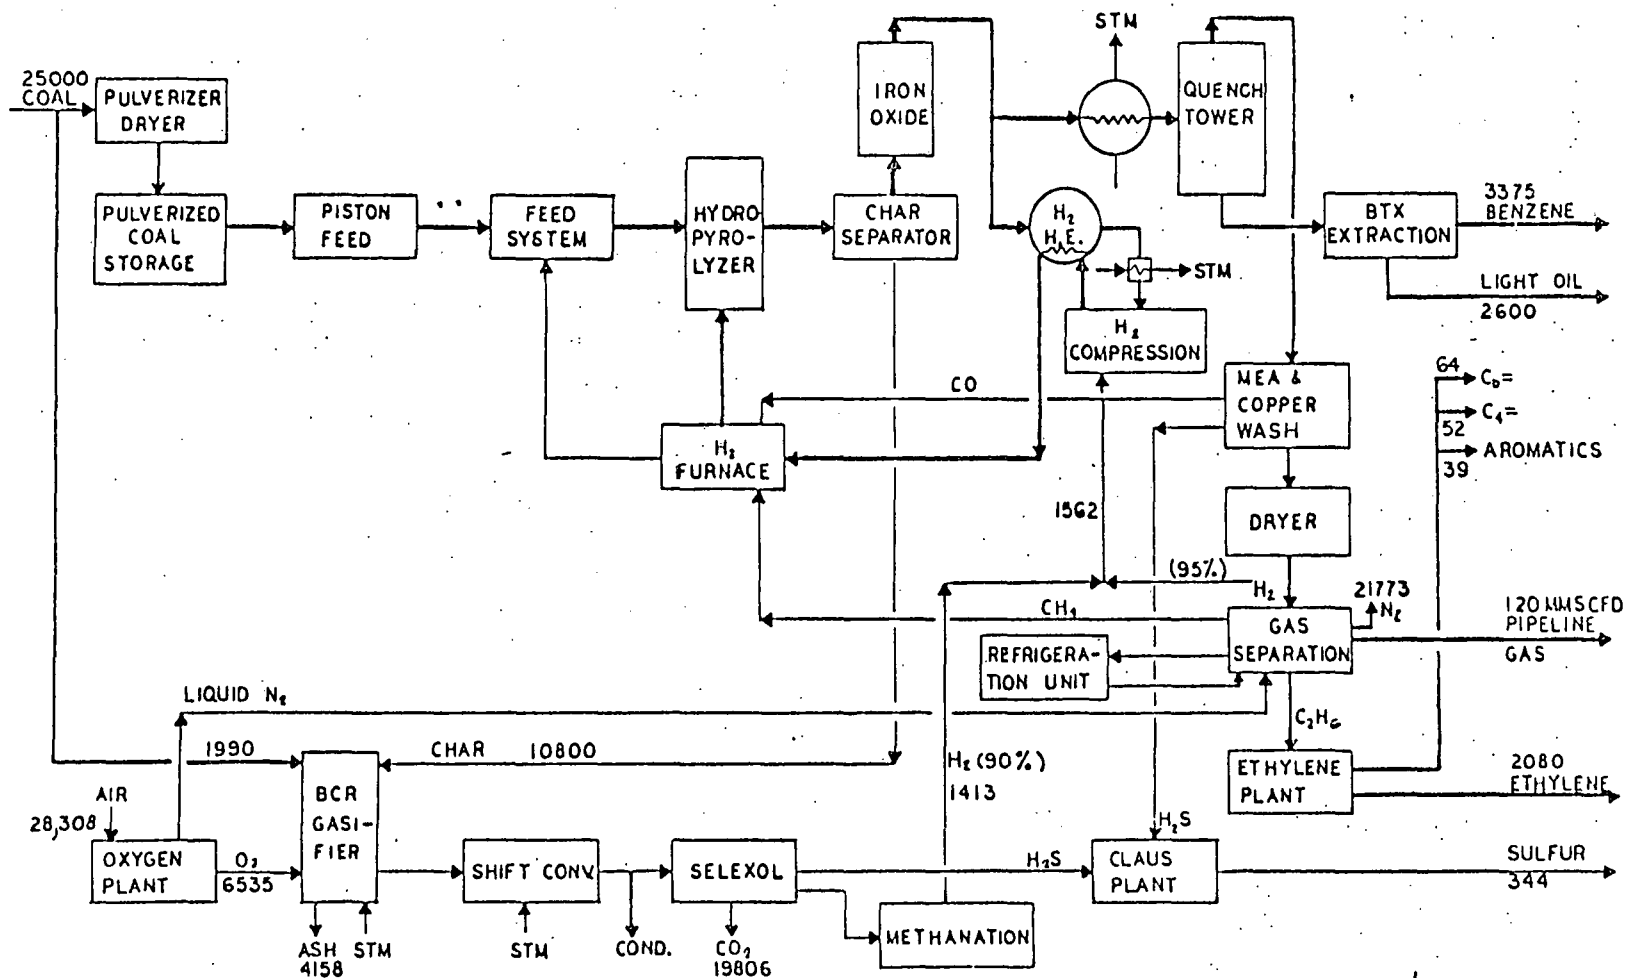 25000
COAL
PULVERIZER
DRYER
PULVERIZED
COAL
STORAGE
PISTON
FEED
FEED
SYSTEM
HYDRO-
PYRO-
LYZER
CHAR
SEPARATOR
IRON
OXIDE
STM
QUENCH
TOWER
H2
H.E.
STM
H2
COMPRESSION
BTX
EXTRACTION
3375
BENZENE
LIGHT OIL
2600
CO
MEA &
COPPER
WASH
64
C4=
52
AROMATICS
39
H2
FURNACE
1562
DRYER
(95%)
H2
21773
N2
CH4
GAS
SEPARATION
120 MMSCFD
PIPELINE
GAS
REFRIGERA-
TION UNIT
LIQUID N2
C2H6
1990
CHAR 10800
H2 (90%)
1413
ETHYLENE
PLANT
2080
ETHYLENE
AIR
28,308
BCR
GASI-
FIER
OXYGEN
PLANT
O2
6535
SHIFT CONV.
SELEXOL
H2S
H2S
CLAUS
PLANT
SULFUR
344
METHANATION
ASH
4158
STM
STM
COND.
CO2
19806